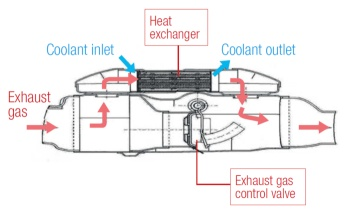 Heat
exchanger
Coolant inlet
Coolant outlet
Exhaust
gas
Exhaust gas
control valve